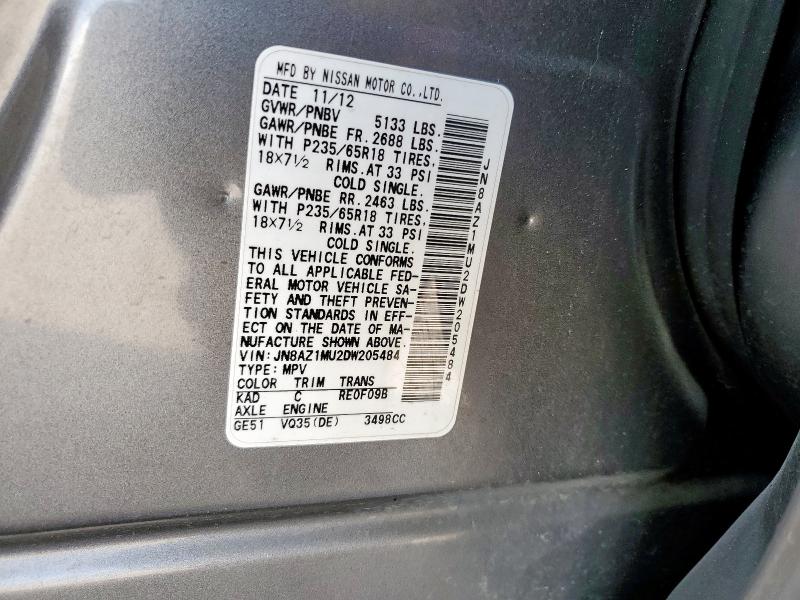 MFD BY NISSAN MOTOR CO.,LTD.
DATE 11/12
GVWR/PNBV 5133 LBS.
GAWR/PNBE FR. 2688 LBS.
WITH P235/65R18 TIRES,
18×7½ RIMS.AT 33 PSI
COLD SINGLE.
GAWR/PNBE RR. 2463 LBS.
WITH P235/65R18 TIRES,
18×7½ RIMS.AT 33 PSI
COLD SINGLE.
THIS VEHICLE CONFORMS
TO ALL APPLICABLE FED-
ERAL MOTOR VEHICLE SA-
FETY AND THEFT PREVEN-
TION STANDARDS IN EFF-
ECT ON THE DATE OF MA-
NUFACTURE SHOWN ABOVE.
VIN: JN8AZ1MU2DW205484
TYPE: MPV
COLOR TRIM TRANS
KAD C RE0F09B
AXLE ENGINE
GE51 VQ35(DE) 3498CC
JN8AZ1MU2DW205484